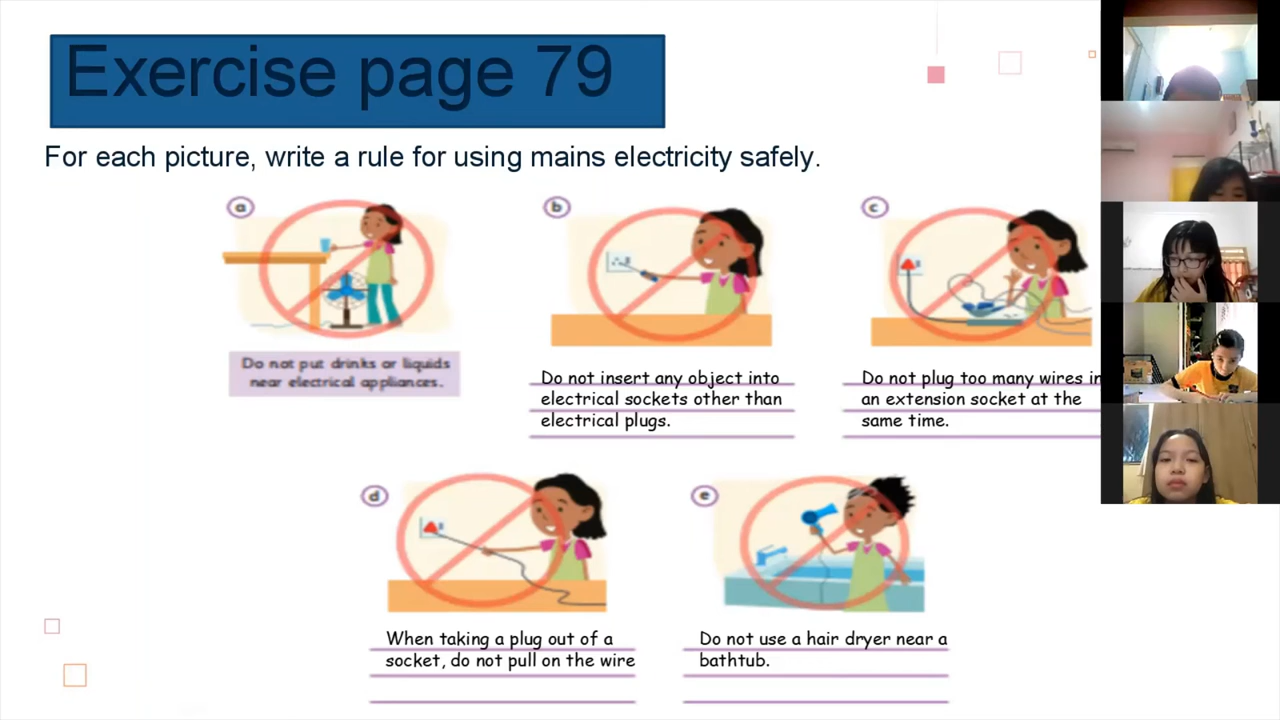 Exercise page 79
For each picture, write a rule for using mains electricity safely.
a
b
c
Do not put drinks or liquids
near electrical appliances.
Do not insert any object into
electrical sockets other than
electrical plugs.
Do not plug too many wires in
an extension socket at the
same time.
d
e
When taking a plug out of a
socket, do not pull on the wire
Do not use a hair dryer near a
bathtub.